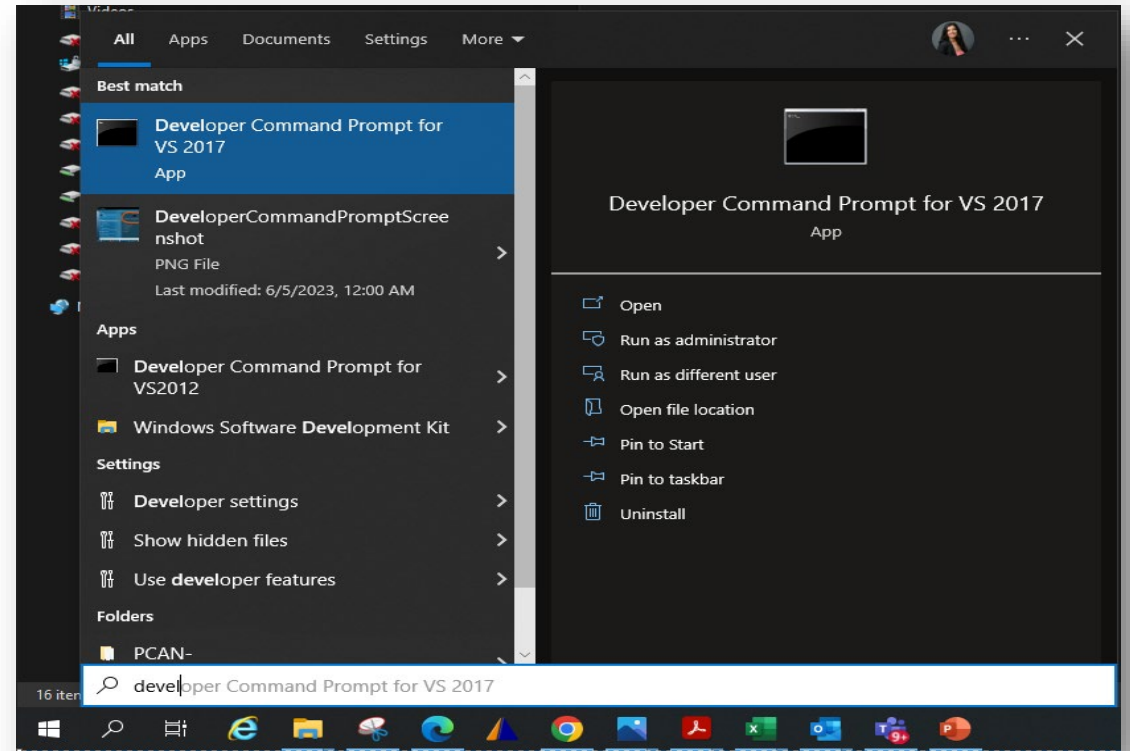 Videos
All Apps Documents Settings More
Best match
Developer Command Prompt for
VS 2017
App
DeveloperCommandPromptScree
nshot
PNG File
Last modified: 6/5/2023, 12:00 AM
Apps
Developer Command Prompt for
VS2012
Windows Software Development Kit
Settings
Developer settings
Show hidden files
Use developer features
Folders
PCAN-
Developer Command Prompt for VS 2017
App
Open
Run as administrator
Run as different user
Open file location
Pin to Start
Pin to taskbar
Uninstall
16 iten
developer Command Prompt for VS 2017
9+